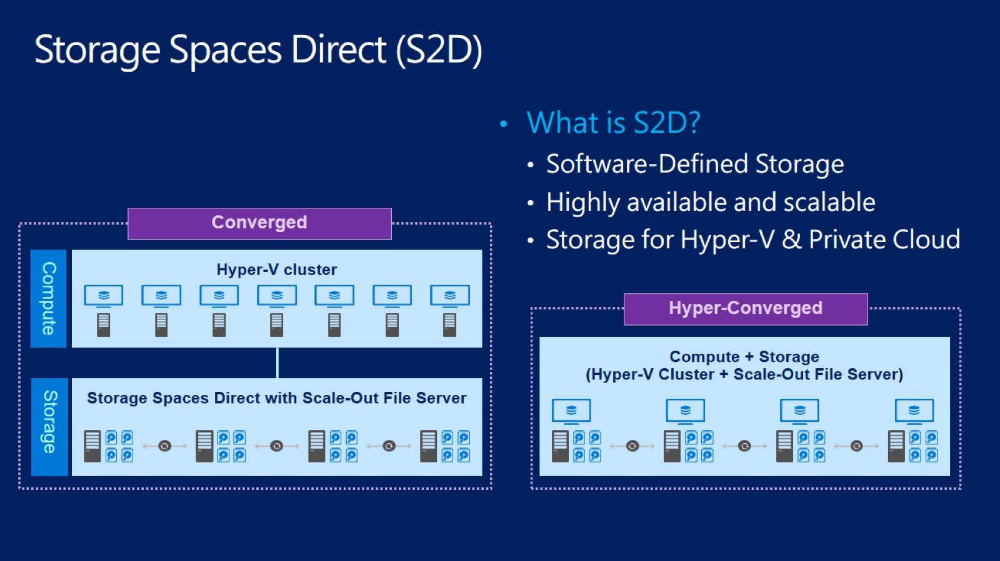 Storage Spaces Direct (S2D)
• What is S2D?
• Software-Defined Storage
• Highly available and scalable
• Storage for Hyper-V & Private Cloud
Converged
Compute
Hyper-V cluster
Storage
Storage Spaces Direct with Scale-Out File Server
Hyper-Converged
Compute + Storage
(Hyper-V Cluster + Scale-Out File Server)